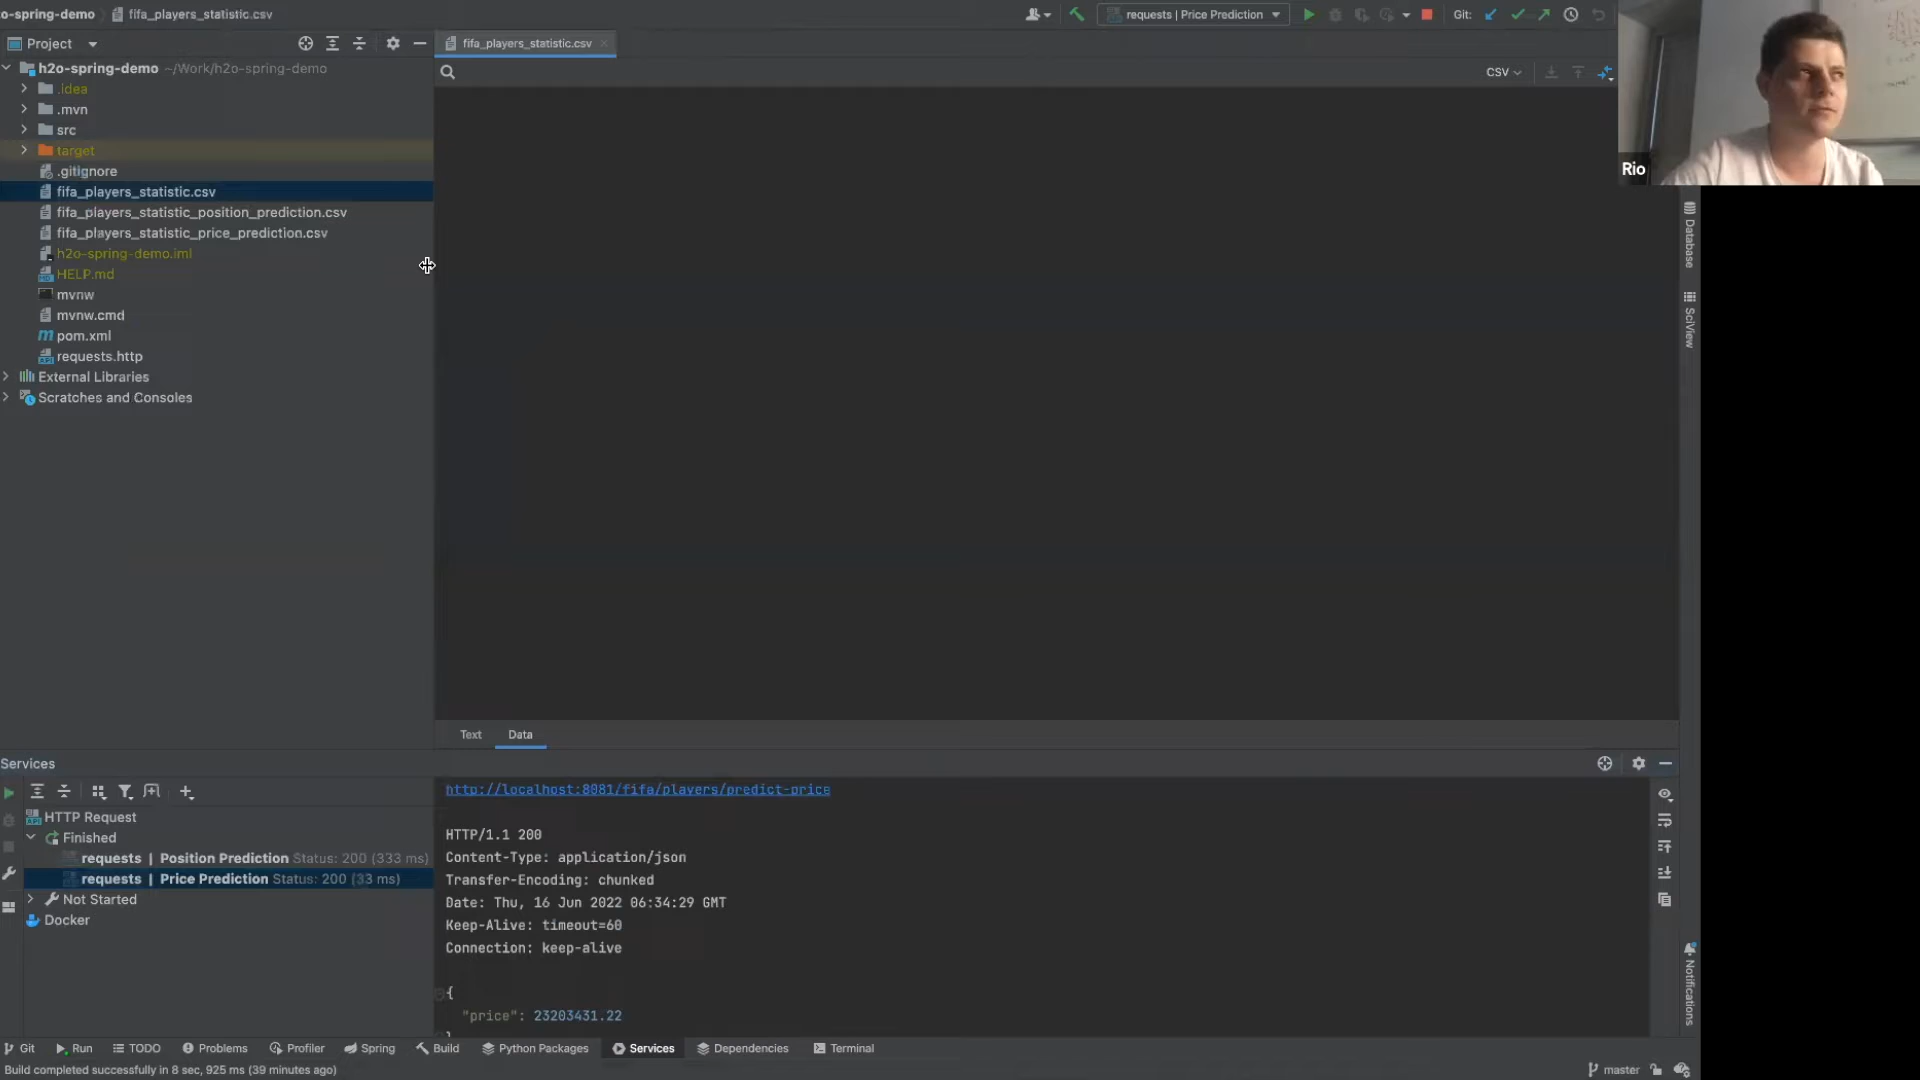 o-spring-demo fifa_players_statistic.csv
requests | Price Prediction
Git:
Project
fifa_players_statistic.csv
h2o-spring-demo ~/Work/h2o-spring-demo
CSV
.idea
.mvn
src
target
.gitignore
Rio
fifa_players_statistic.csv
fifa_players_statistic_position_prediction.csv
fifa_players_statistic_price_prediction.csv
h2o-spring-demo.iml
HELP.md
mvnw
mvnw.cmd
pom.xml
requests.http
External Libraries
Scratches and Consoles
Database
SciView
Text Data
Services
http://localhost:8081/fifa/players/predict-price
HTTP Request
Finished
requests | Position Prediction Status: 200 (333 ms)
requests | Price Prediction Status: 200 (33 ms)
Not Started
Docker
HTTP/1.1 200
Content-Type: application/json
Transfer-Encoding: chunked
Date: Thu, 16 Jun 2022 06:34:29 GMT
Keep-Alive: timeout=60
Connection: keep-alive
{
"price": 23203431.22
Notifications
Git Run TODO Problems Profiler Spring Build Python Packages Services Dependencies Terminal
Build completed successfully in 8 sec, 925 ms (39 minutes ago)
master